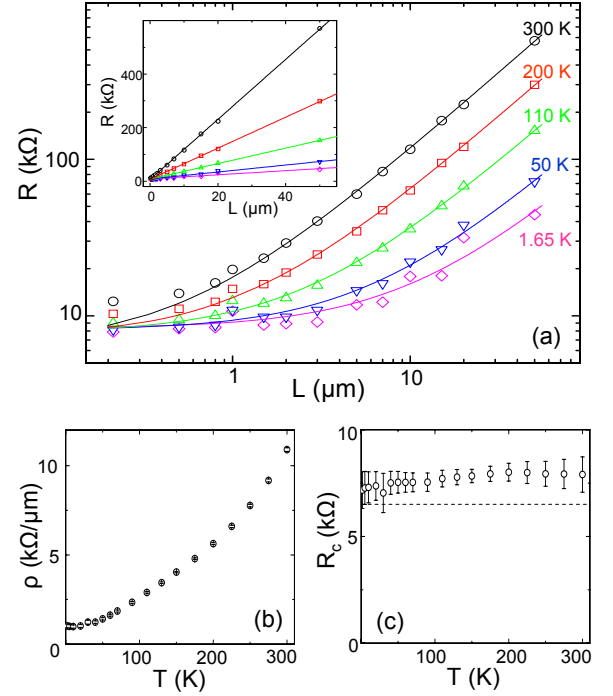 300 K
200 K
110 K
50 K
1.65 K
R (kΩ)
100
10
1
10
L (µm)
(a)
R (kΩ)
400
200
0
0
20
40
L (µm)
ρ (kΩ/µm)
10
5
0
0
100
200
300
T (K)
(b)
R_c (kΩ)
10
5
0
0
100
200
300
T (K)
(c)